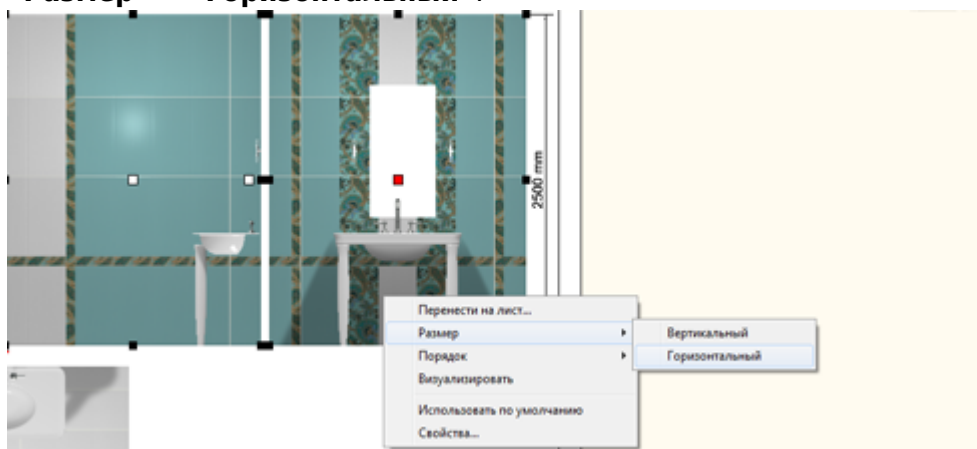 Размер Горизонтальный
2500 mm
Перенести на лист...
Размер
Вертикальный
Порядок
Горизонтальный
Визуализировать
Использовать по умолчанию
Свойства...